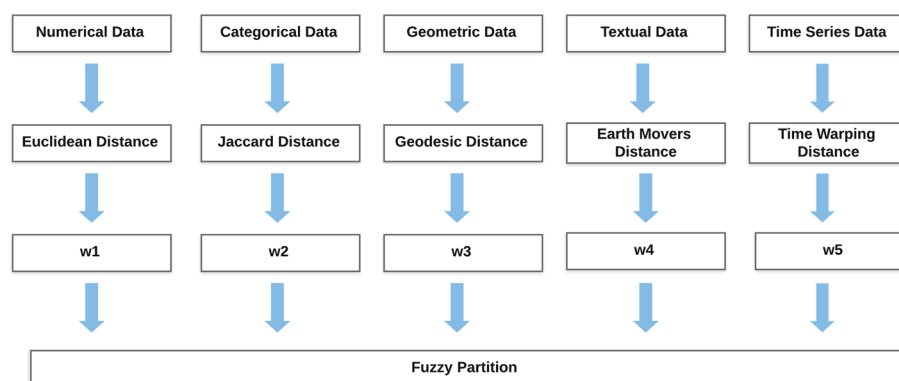 Numerical Data
Categorical Data
Geometric Data
Textual Data
Time Series Data
Euclidean Distance
Jaccard Distance
Geodesic Distance
Earth Movers
Distance
Time Warping
Distance
w1
w2
w3
w4
w5
Fuzzy Partition